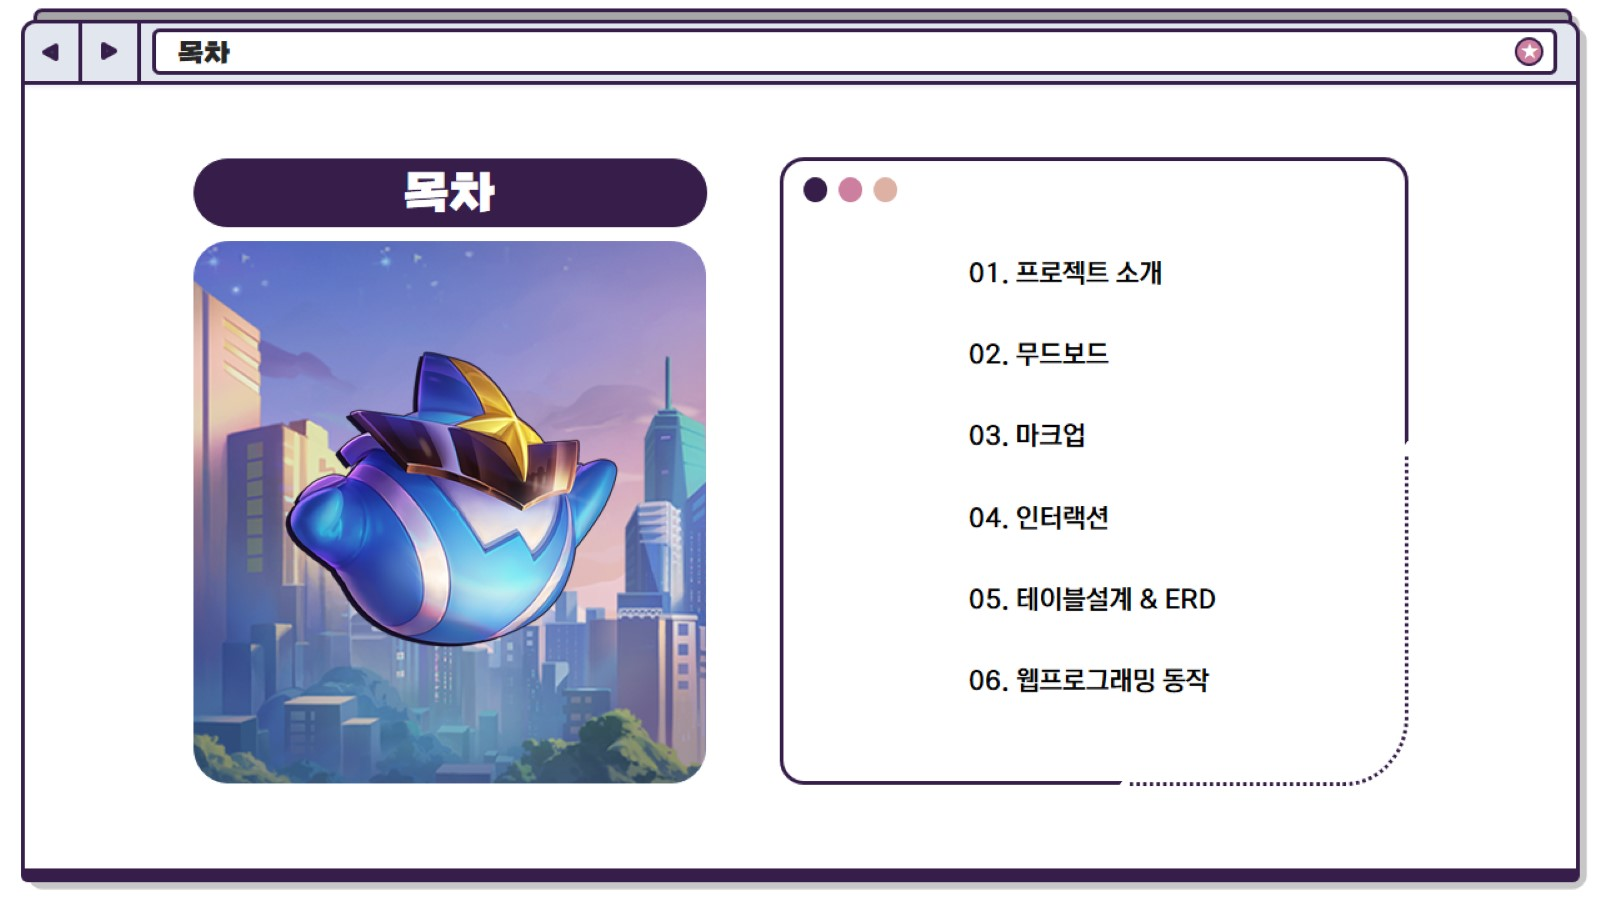 목차
목차
01. 프로젝트 소개
02. 무드보드
03. 마크업
04. 인터랙션
05. 테이블설계 & ERD
06. 웹프로그래밍 동작